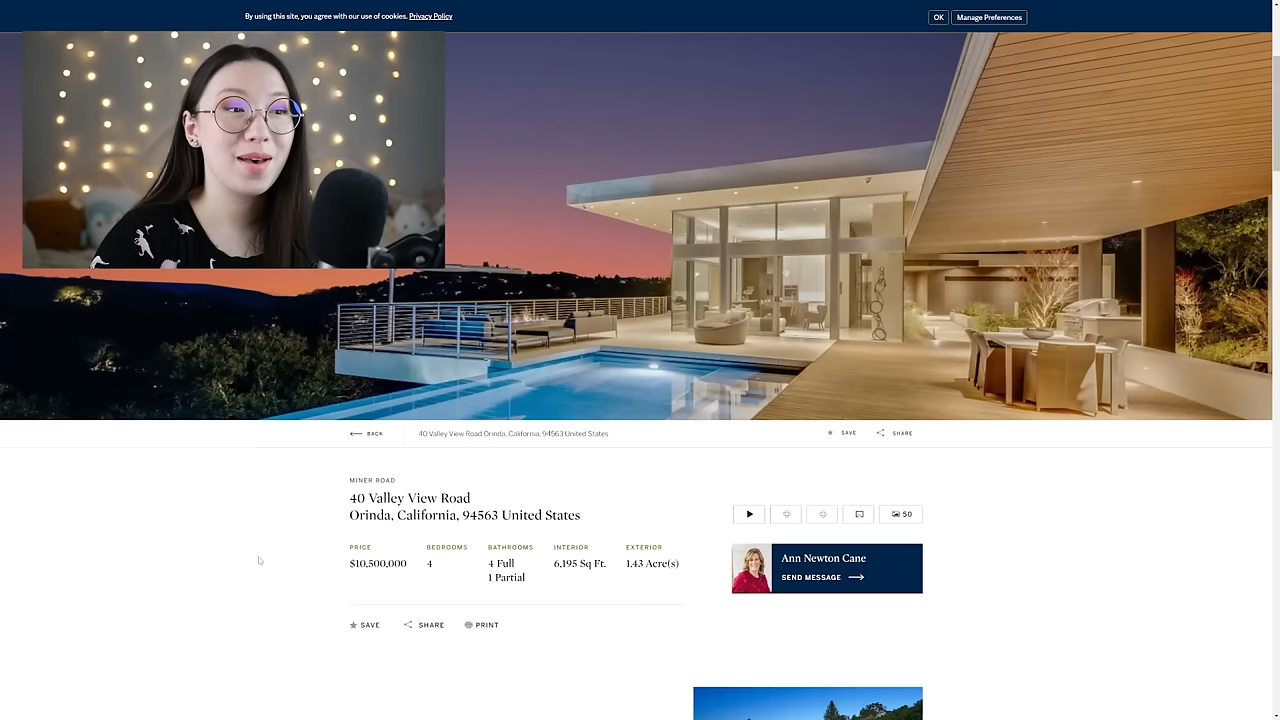 By using this site, you agree with our use of cookies. Privacy Policy
OK
Manage Preferences
BACK
40 Valley View Road Orinda, California, 94563 United States
SAVE
SHARE
MINER ROAD
40 Valley View Road
Orinda, California, 94563 United States
50
PRICE
BEDROOMS
BATHROOMS
INTERIOR
EXTERIOR
$10,500,000
4
4 Full
1 Partial
6,195 Sq Ft.
1.43 Acre(s)
Ann Newton Cane
SEND MESSAGE
SAVE
SHARE
PRINT